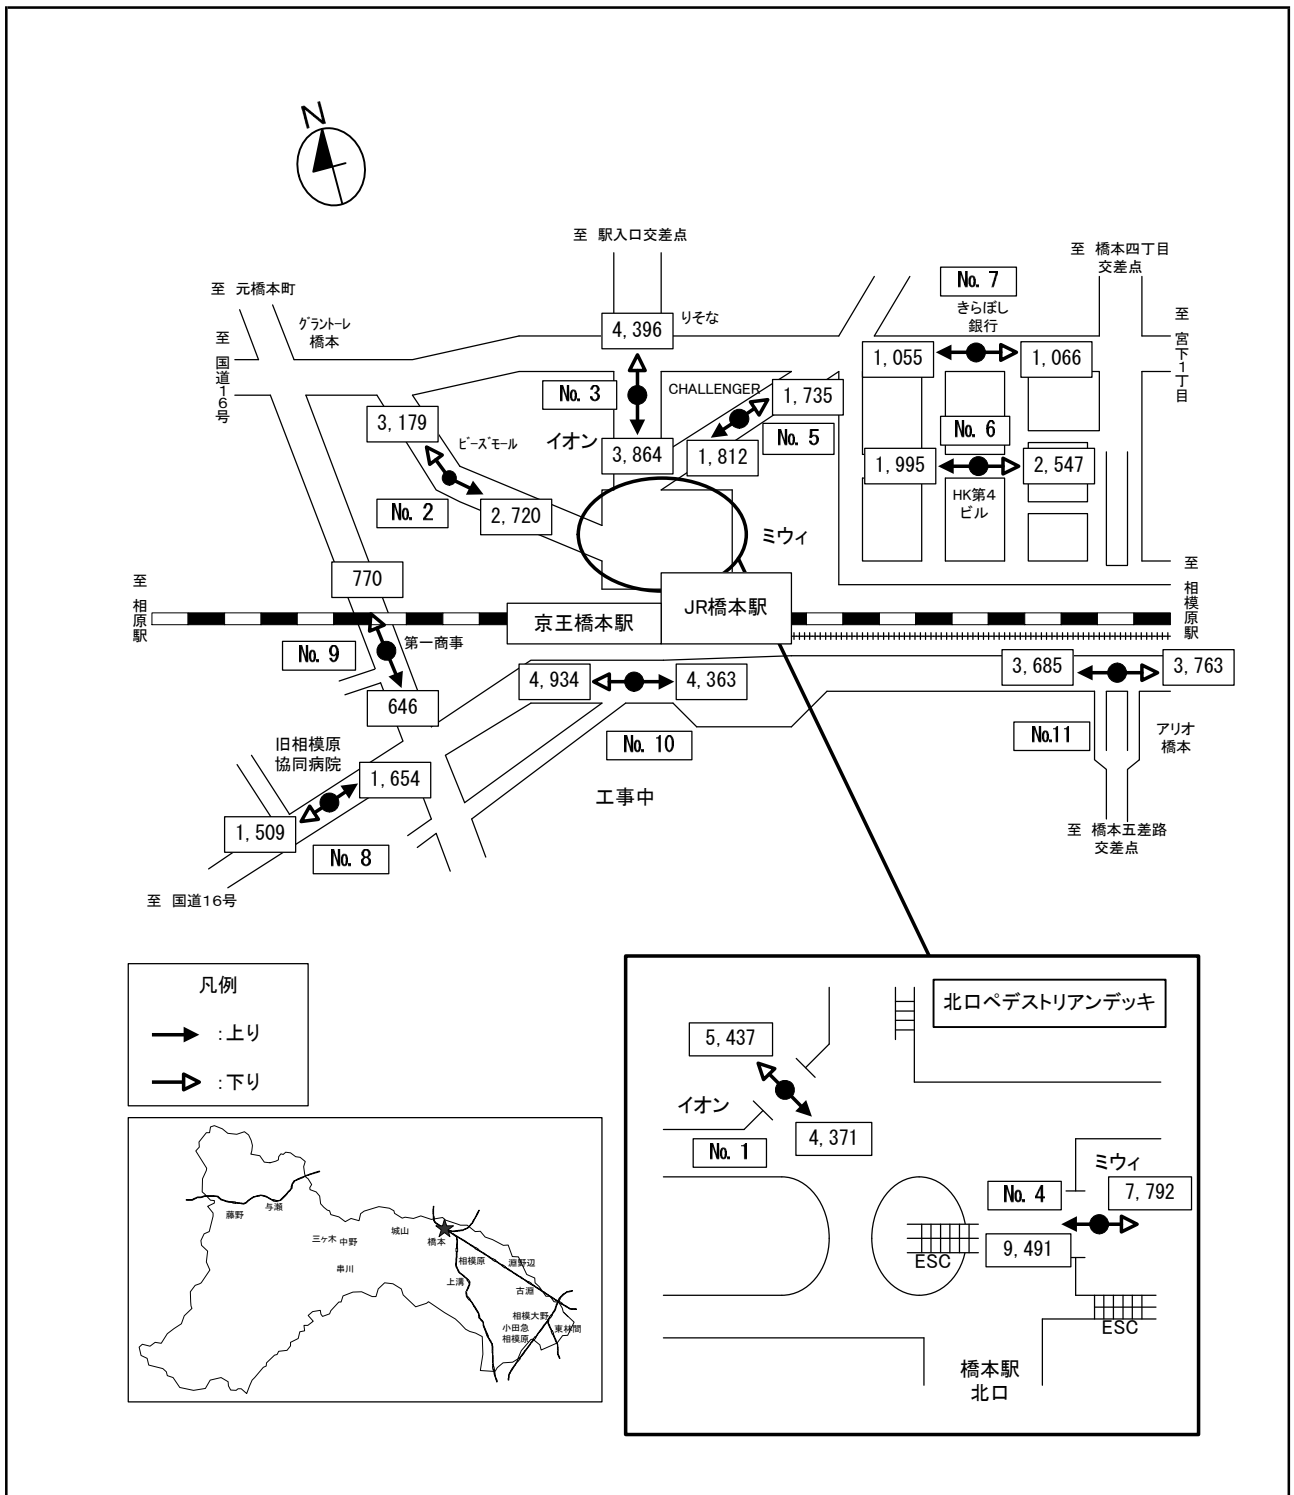 N
至 駅入口交差点
至 橋本四丁目
交差点
至 元橋本町
至 国道16号
グラントーレ
橋本
4,396
りそな
No. 7
きらぼし
銀行
至 宮下1丁目
1,055
1,066
No. 3
CHALLENGER
1,735
3,179
ビーズモール
イオン
No. 5
No. 6
3,864
1,812
1,995
2,547
HK第4
ビル
No. 2
2,720
ミウィ
770
至 相原駅
至 相模原駅
京王橋本駅
JR橋本駅
No. 9
第一商事
4,934
4,363
3,685
3,763
646
No. 10
No.11
アリオ
橋本
旧相模原
協同病院
1,654
工事中
1,509
No. 8
至 橋本五差路
交差点
至 国道16号
凡例
:上り
:下り
北口ペデストリアンデッキ
5,437
イオン
4,371
No. 1
ミウィ
No. 4
7,792
9,491
ESC
ESC
橋本駅
北口
藤野
与瀬
三ヶ木
中野
城山
橋本
串川
相模原
淵野辺
上溝
古淵
相模大野
小田急
相模原
東林間